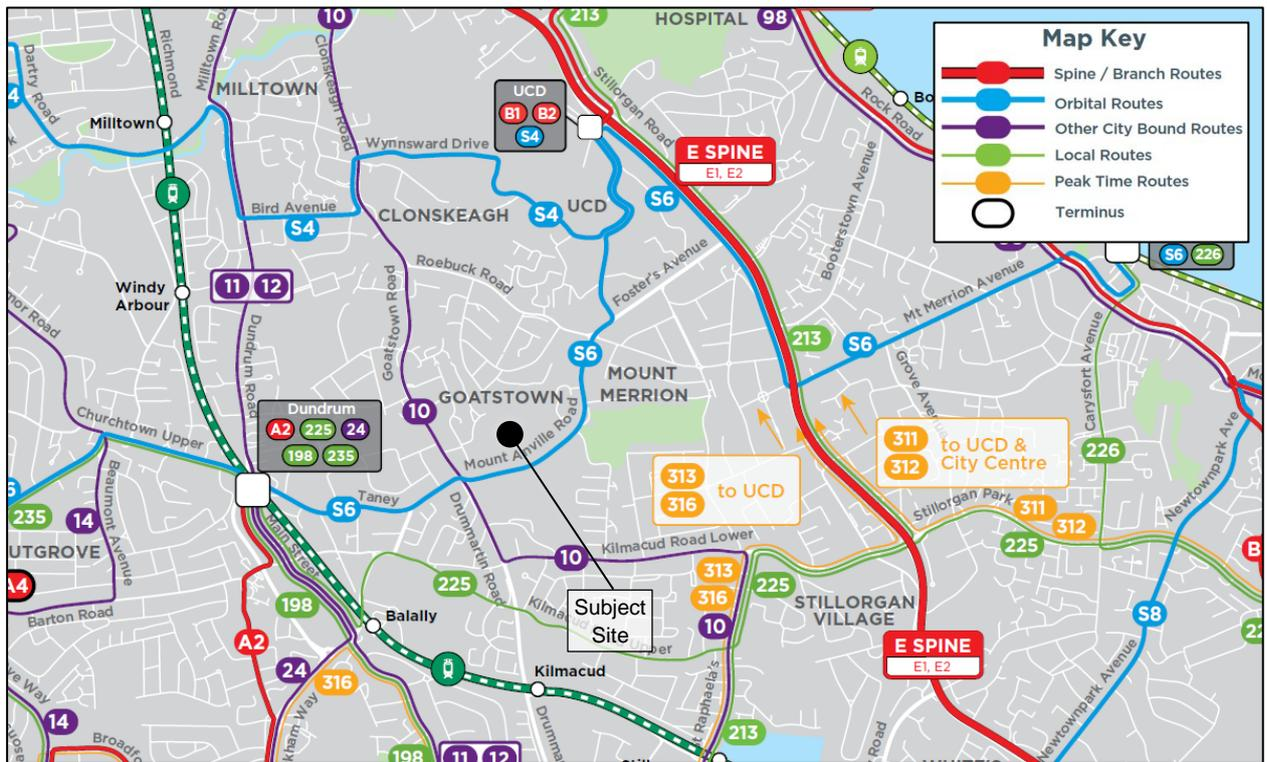 213
HOSPITAL
98
10
Map Key
Spine / Branch Routes
Orbital Routes
Other City Bound Routes
Local Routes
Peak Time Routes
Terminus
Dartry Road
Richmond
Milltown
Clonskeagh Road
MILLTOWN
UCD
B1 B2
S4
Stillorgan Road
Rock Road
Milltown
Wynnsward Drive
E SPINE
E1, E2
S6
Booterstown Avenue
Bird Avenue
S4
CLONSKEAGH
S4
UCD
S6 226
Roebuck Road
Foster's Avenue
Mt Merrion Avenue
Windy
Arbour
11 12
Goatstown Road
Dundrum Road
213
S6
S6
MOUNT
MERRION
Grove Avenue
Carysfort Avenue
GOATSTOWN
10
Dundrum
A2 225 24
198 235
Churchtown Upper
Mount Anville Road
311
312
to UCD &
City Centre
313
316
to UCD
226
Newtownpark Ave
Taney
S6
Stillorgan Park
311
312
225
235
14
Beaumont Avenue
UTGROVE
A4
Main Street
Drummartin Road
10
Kilmacud Road Lower
313
316
10
225
225
198
Subject
Site
Kilmacud
Upper
STILLORGAN
VILLAGE
S8
Barton Road
Balally
A2
E SPINE
E1, E2
24
316
Kilmacud
Newtownpark Avenue
14
213
198
11 12